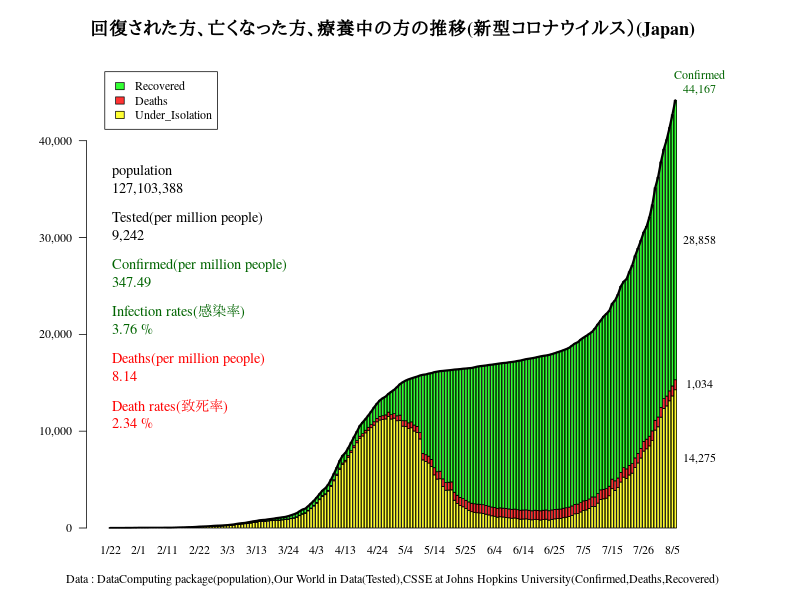 回復された方、亡くなった方、療養中の方の推移(新型コロナウイルス)(Japan)
Recovered
Deaths
Under_Isolation
Confirmed
44,167
population
127,103,388
Tested(per million people)
9,242
Confirmed(per million people)
347.49
Infection rates(感染率)
3.76 %
Deaths(per million people)
8.14
Death rates(致死率)
2.34 %
40,000
30,000
20,000
10,000
0
28,858
1,034
14,275
1/22 2/1 2/11 2/22 3/3 3/13 3/24 4/3 4/13 4/24 5/4 5/14 5/25 6/4 6/14 6/25 7/5 7/15 7/26 8/5
Data : DataComputing package(population),Our World in Data(Tested),CSSE at Johns Hopkins University(Confirmed,Deaths,Recovered)